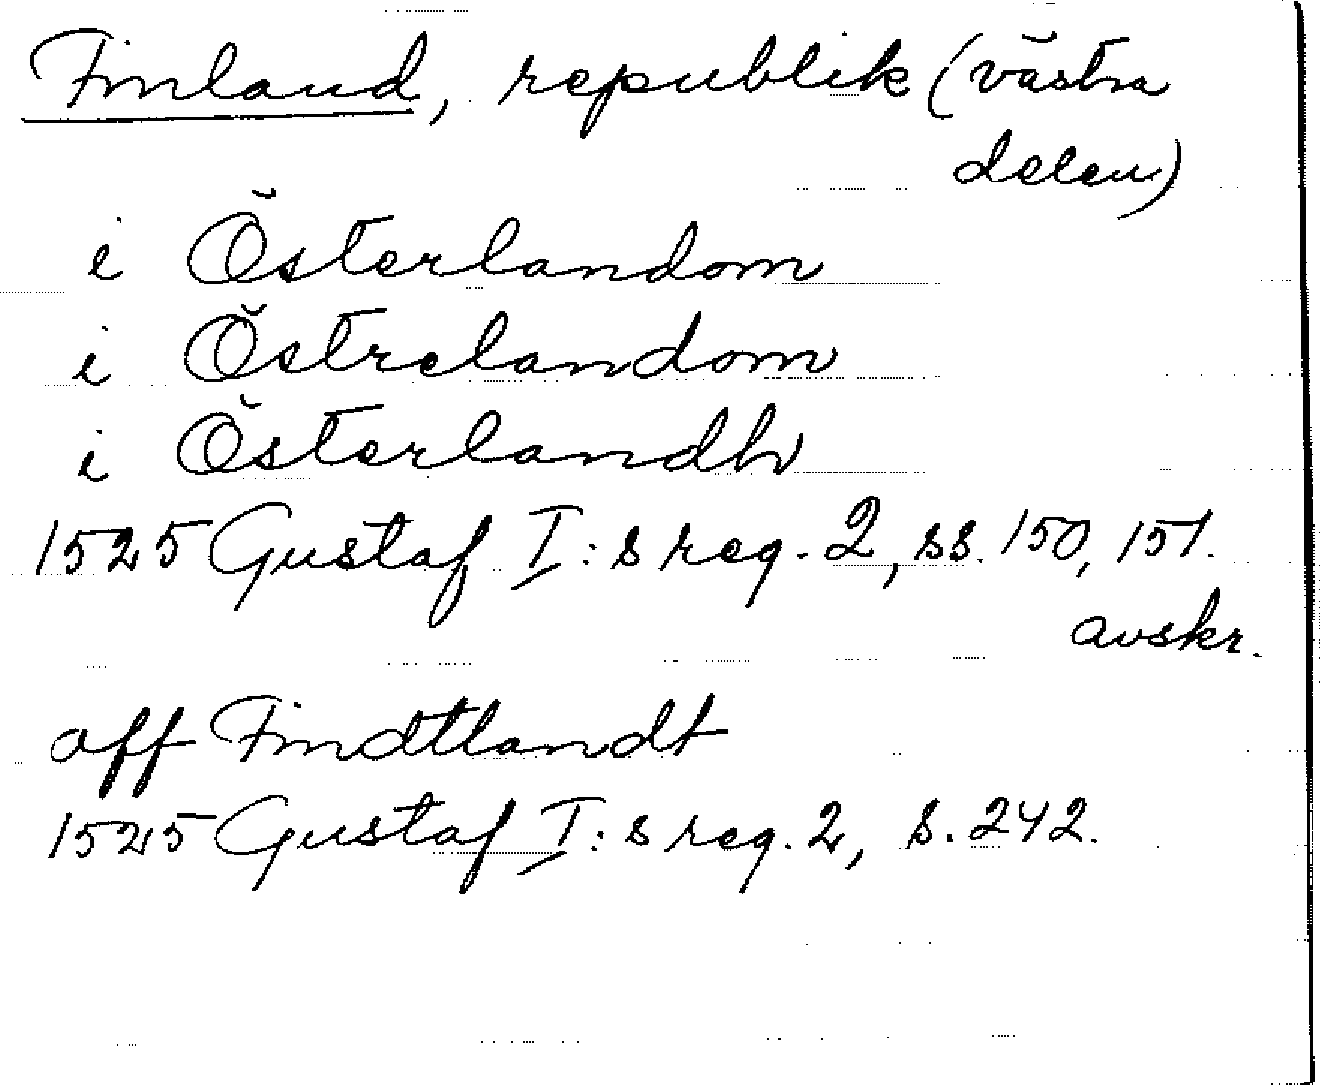 Finland, republik (västra
delen)
i Österlandom
i Östrelandom
i Österlandh
1525 Gustaf I:s reg. 2, ss. 150, 151.
avskr.
aff Findtlandt
1525 Gustaf I:s reg. 2, s. 242.